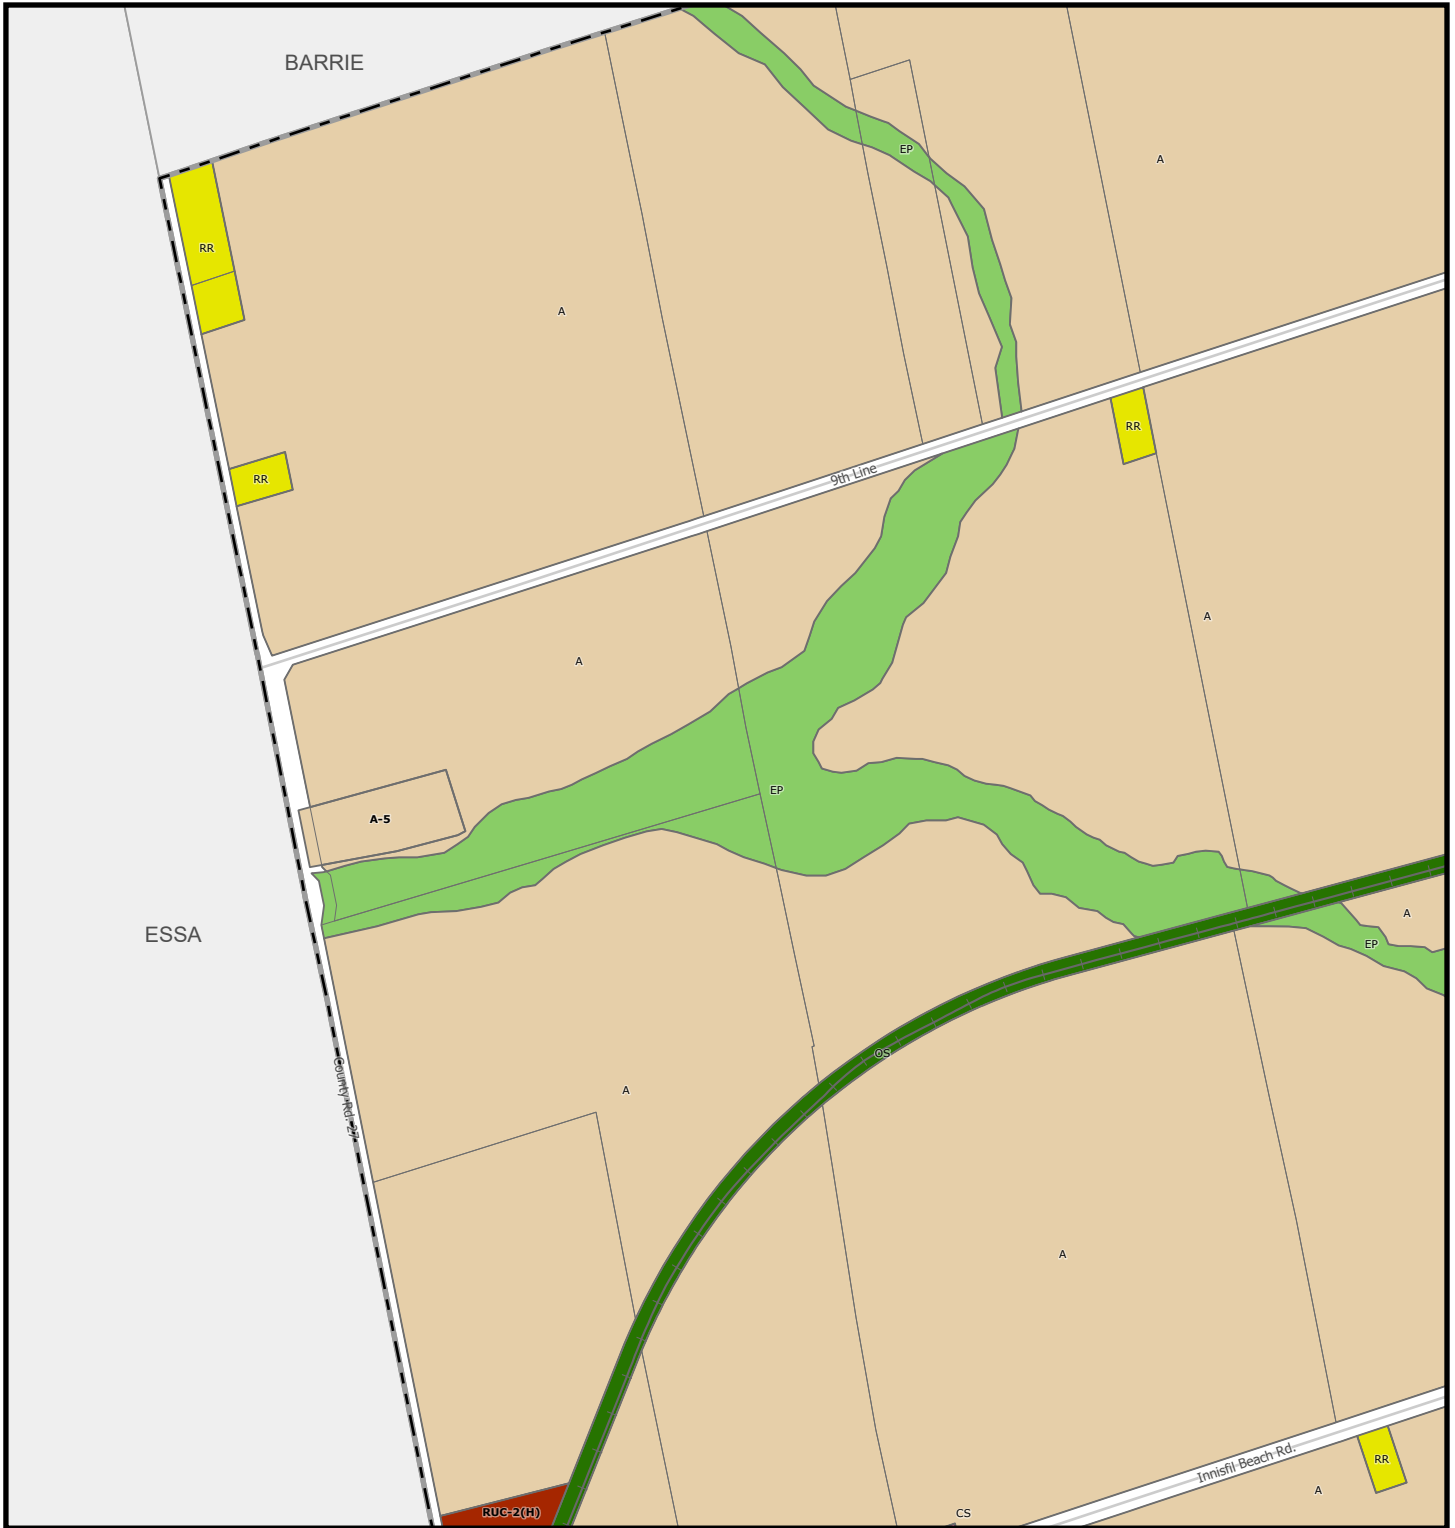 BARRIE
EP
A
RR
A
RR
RR
9th Line
A
A
EP
A-5
A
ESSA
EP
OS
County Rd. 27
A
A
Innisfil Beach Rd.
RR
A
RUC-2(H)
CS